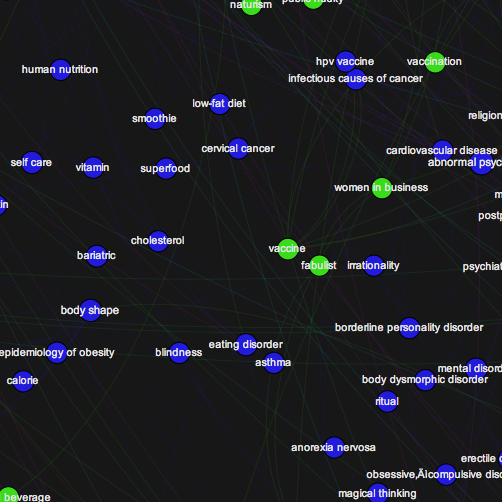 naturism
public nudity
human nutrition
hpv vaccine
vaccination
infectious causes of cancer
low-fat diet
smoothie
religion
cervical cancer
cardiovascular disease
self care
vitamin
superfood
abnormal psyc
women in business
m
in
postp
cholesterol
vaccine
bariatric
fabulist
irrationality
psychiat
body shape
borderline personality disorder
epidemiology of obesity
blindness
eating disorder
asthma
mental disord
calorie
body dysmorphic disorder
ritual
anorexia nervosa
erectile
obsessive‚Äìcompulsive diso
magical thinking
beverage